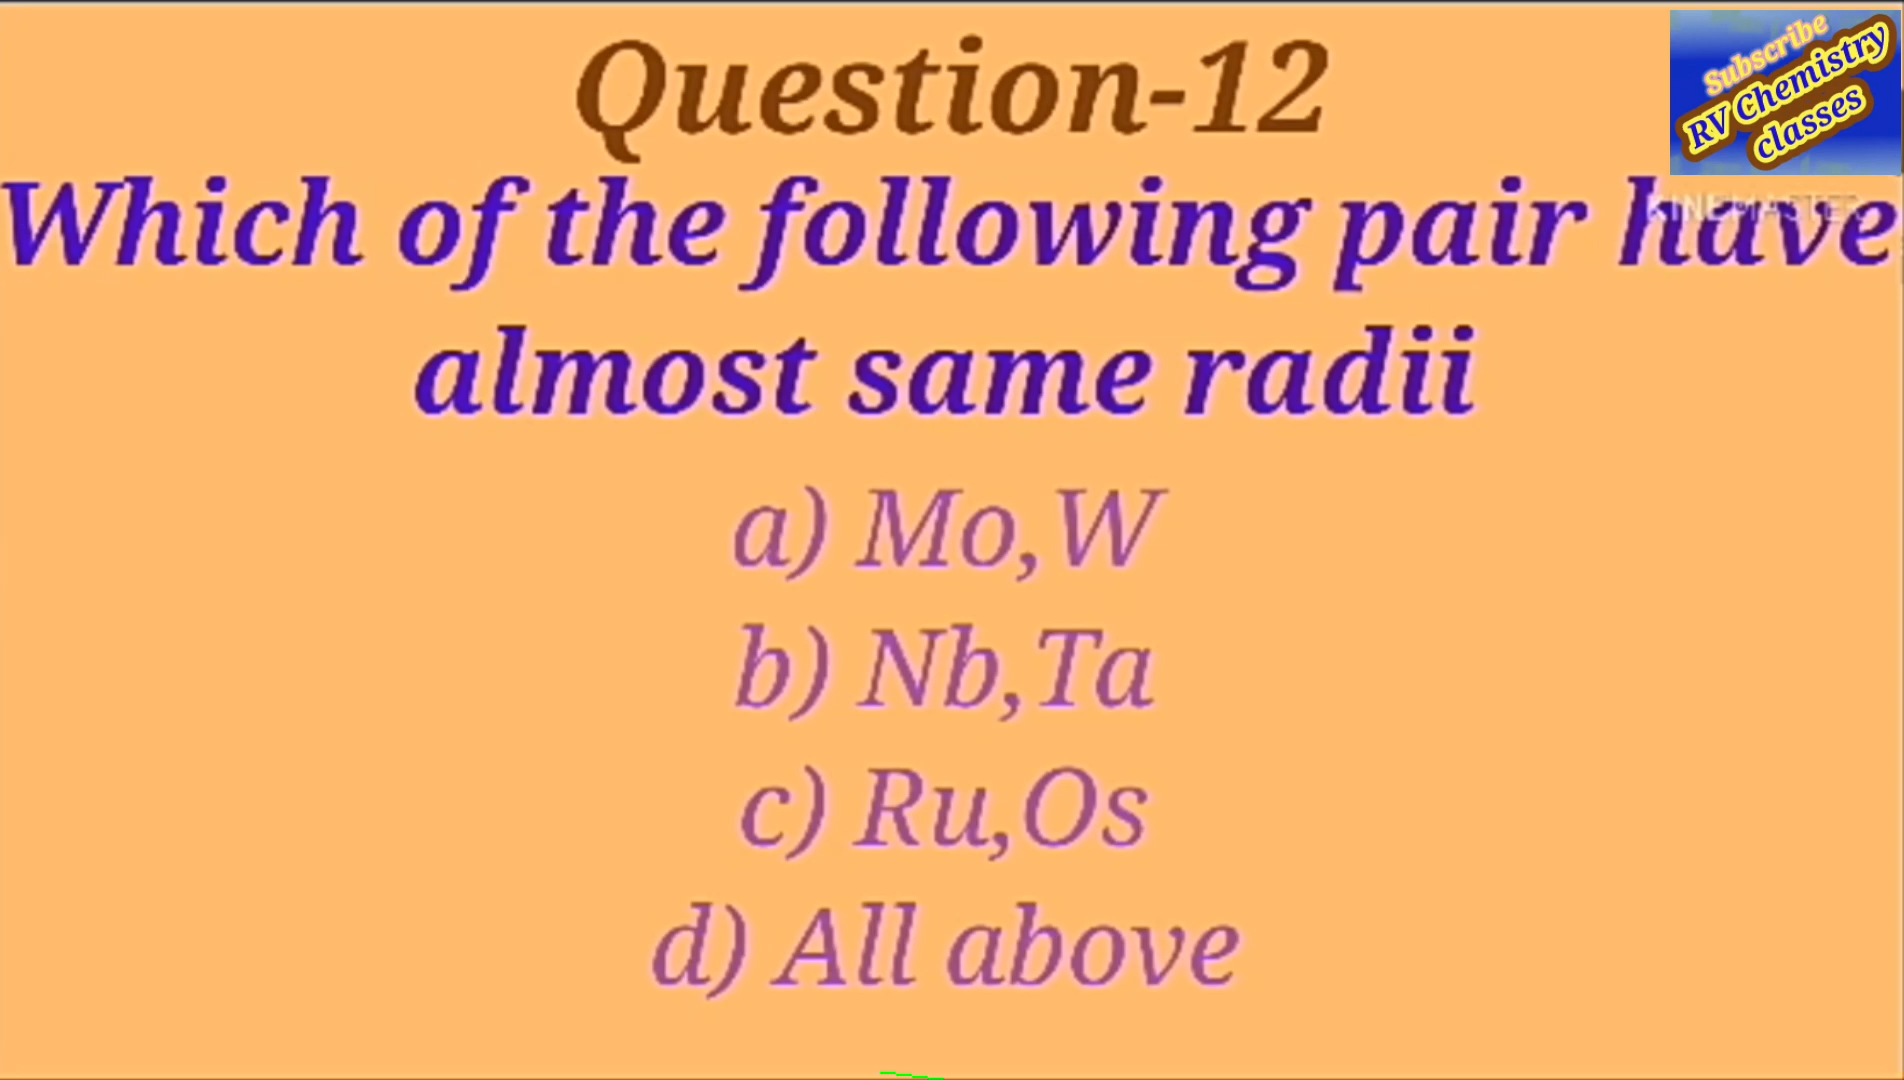 Question-12
Subscribe
RV Chemistry
classes
KINEMASTER
Which of the following pair have
almost same radii
a) Mo,W
b) Nb,Ta
c) Ru,Os
d) All above